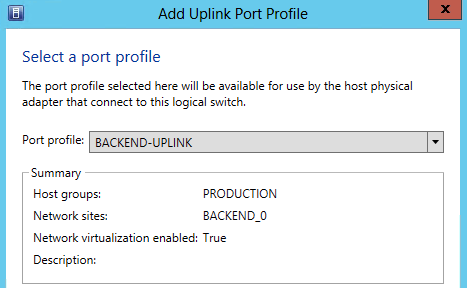 Add Uplink Port Profile
x
Select a port profile
The port profile selected here will be available for use by the host physical
adapter that connect to this logical switch.
Port profile: BACKEND-UPLINK
Summary
Host groups: PRODUCTION
Network sites: BACKEND_0
Network virtualization enabled: True
Description: